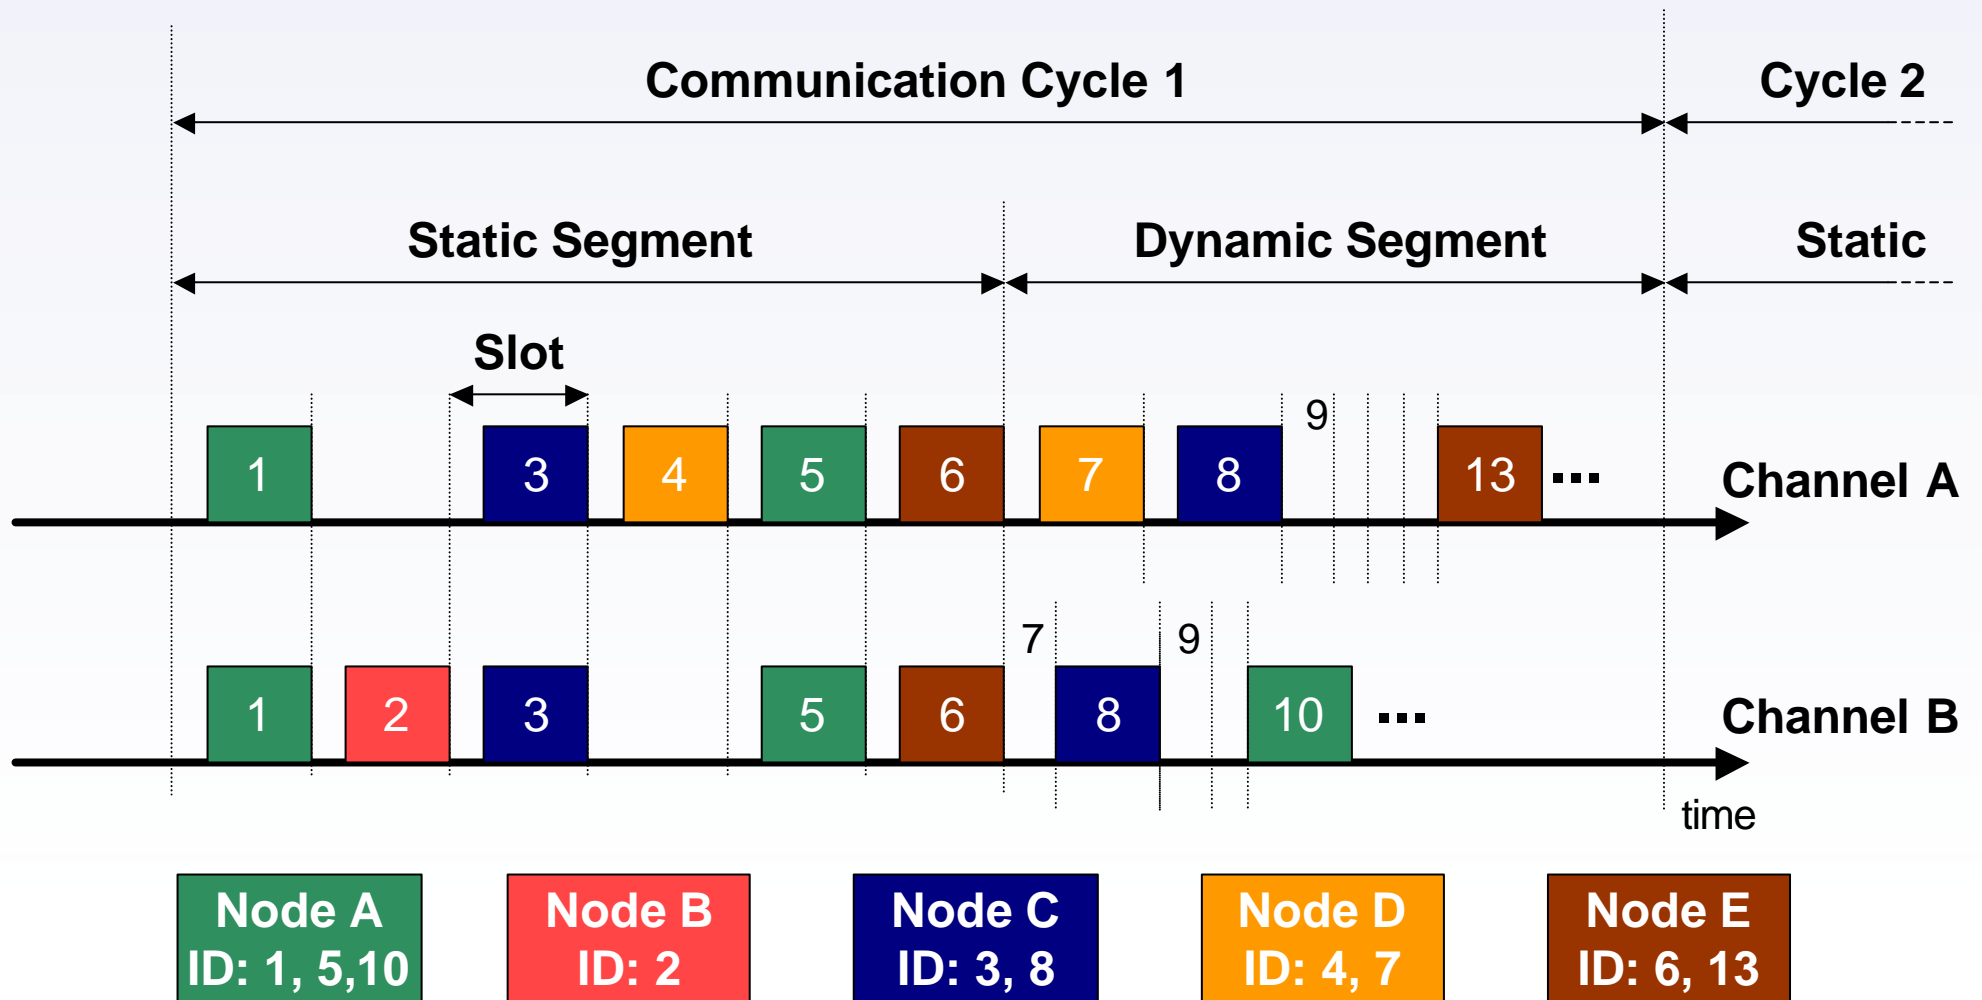 Communication Cycle 1 Cycle 2
Static Segment Dynamic Segment Static
Slot
9
1 3 4 5 6 7 8 13 ... Channel A
7 9
1 2 3 5 6 8 10 ... Channel B
time
Node A
ID: 1, 5,10
Node B
ID: 2
Node C
ID: 3, 8
Node D
ID: 4, 7
Node E
ID: 6, 13